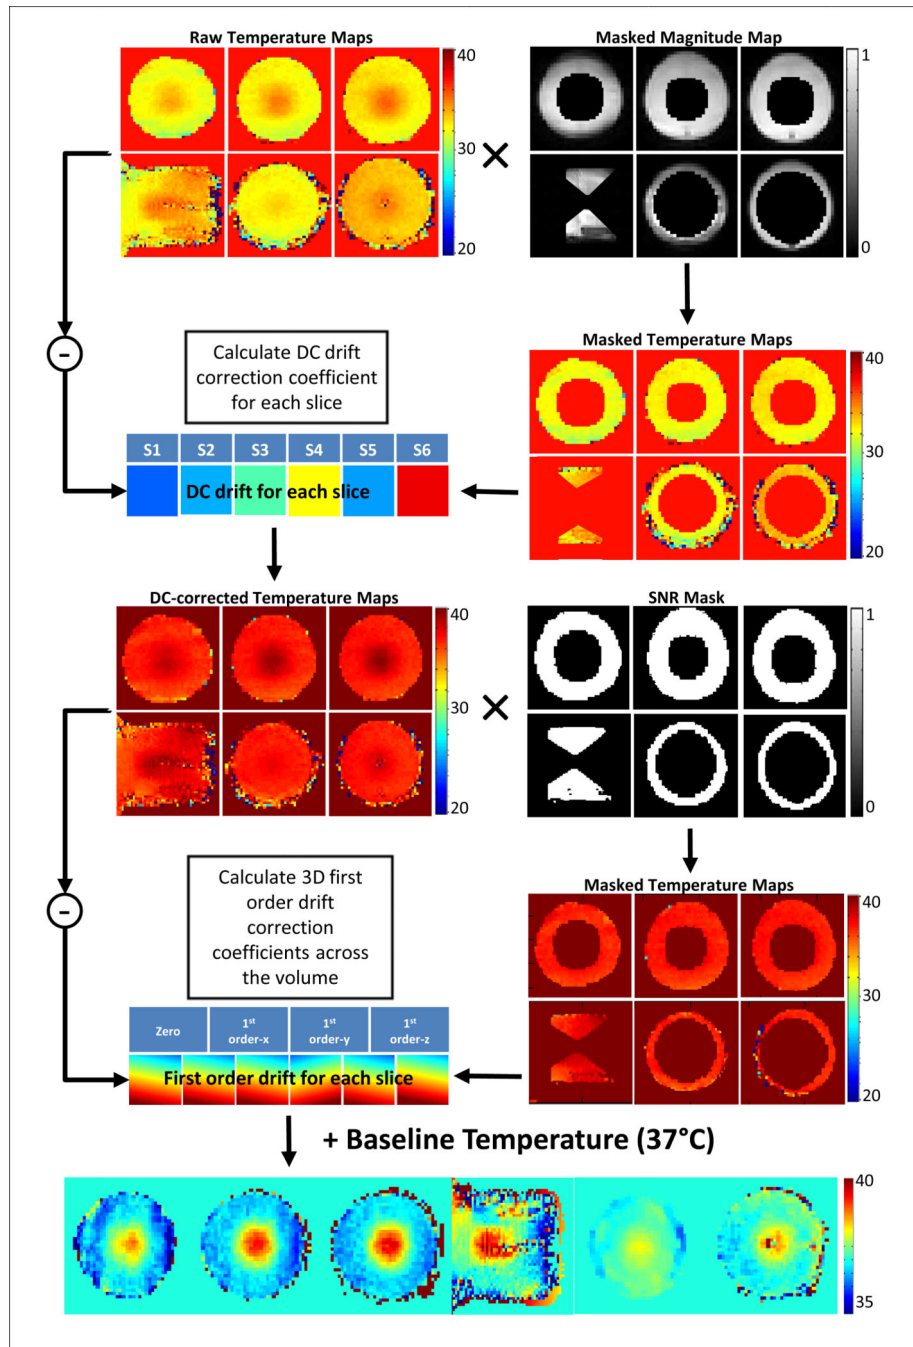 Raw Temperature Maps
Masked Magnitude Map
40
30
20
1
0
×
-
Calculate DC drift
correction coefficient
for each slice
Masked Temperature Maps
40
30
20
S1 S2 S3 S4 S5 S6
DC drift for each slice
DC-corrected Temperature Maps
SNR Mask
40
30
20
1
0
×
-
Calculate 3D first
order drift
correction
coefficients across
the volume
Masked Temperature Maps
40
30
20
Zero 1st order-x 1st order-y 1st order-z
First order drift for each slice
+ Baseline Temperature (37°C)
40
35